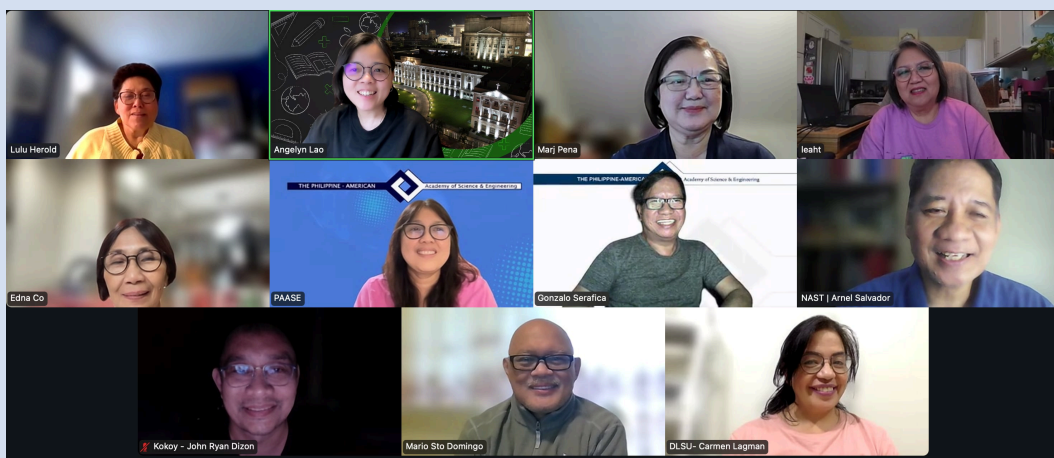 Lulu Herold
Angelyn Lao
Marj Pena
leaht
THE PHILIPPINE - AMERICAN
Academy of Science & Engineering
THE PHILIPPINE-AMERICA
Academy of Science & Engineering
Edna Co
PAASE
Gonzalo Serafica
NAST | Arnel Salvador
Kokoy - John Ryan Dizon
Mario Sto Domingo
DLSU- Carmen Lagman